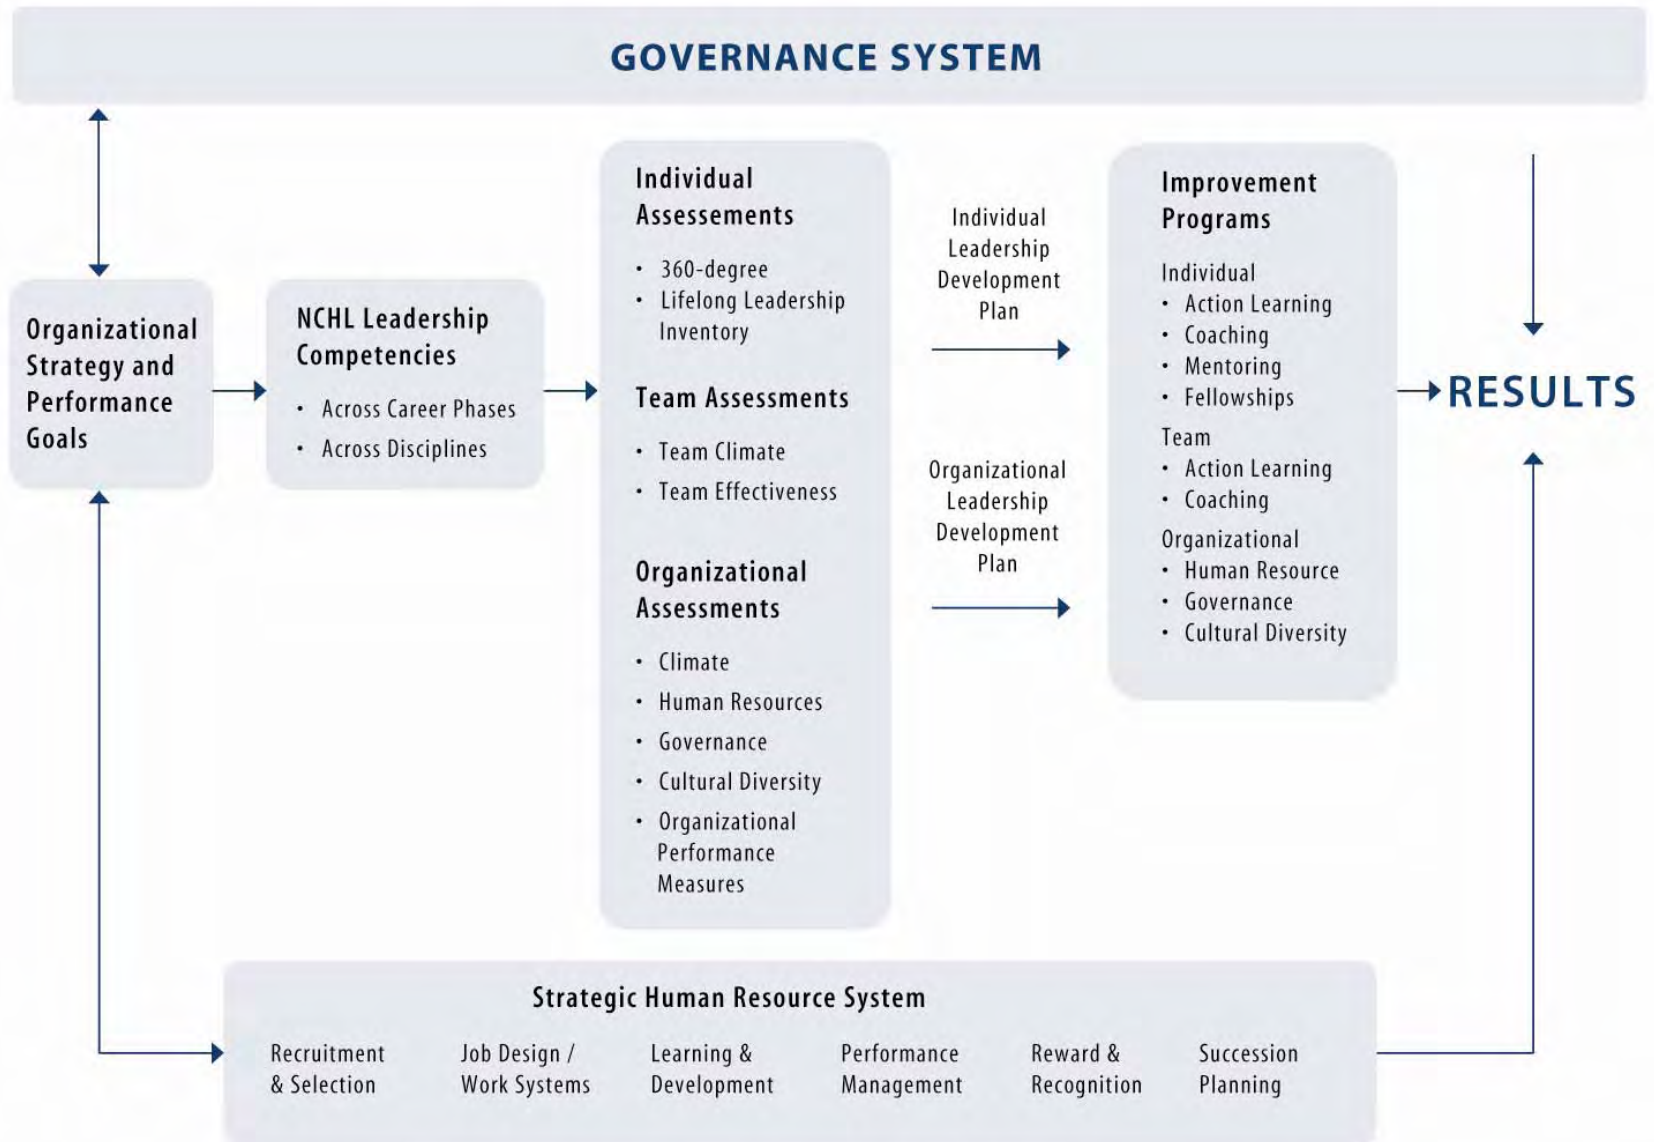 GOVERNANCE SYSTEM
Organizational
Strategy and
Performance
Goals
NCHL Leadership
Competencies
• Across Career Phases
• Across Disciplines
Individual
Assessements
• 360-degree
• Lifelong Leadership
Inventory
Team Assessments
• Team Climate
• Team Effectiveness
Organizational
Assessments
• Climate
• Human Resources
• Governance
• Cultural Diversity
• Organizational
Performance
Measures
Individual
Leadership
Development
Plan
Organizational
Leadership
Development
Plan
Improvement
Programs
Individual
• Action Learning
• Coaching
• Mentoring
• Fellowships
Team
• Action Learning
• Coaching
Organizational
• Human Resource
• Governance
• Cultural Diversity
RESULTS
Strategic Human Resource System
Recruitment
& Selection
Job Design /
Work Systems
Learning &
Development
Performance
Management
Reward &
Recognition
Succession
Planning